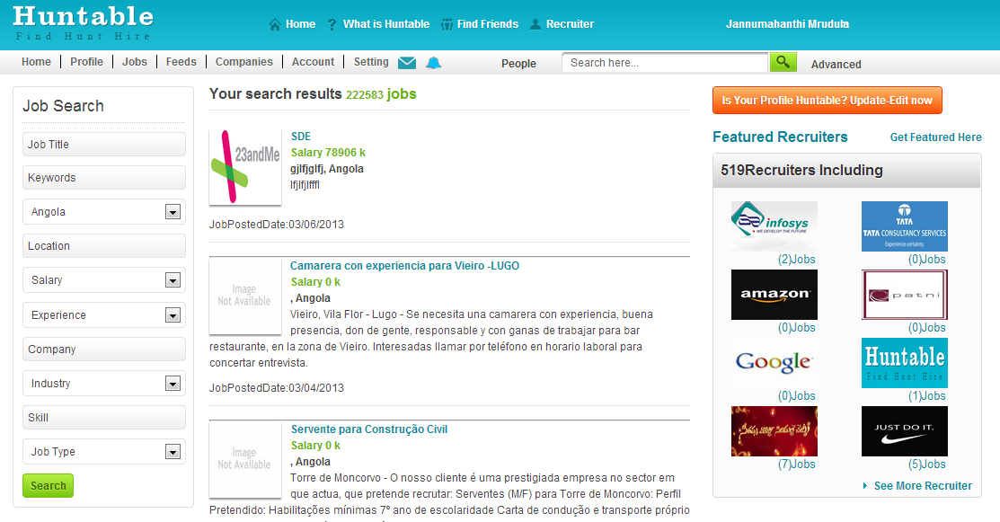 Huntable
Find Hunt Hire
Home ? What is Huntable Find Friends Recruiter
Jannumahanthi Mrudula
Home Profile Jobs Feeds Companies Account Setting
People
Search here...
Advanced
Job Search
Job Title
Keywords
Angola
Location
Salary
Experience
Company
Industry
Skill
Job Type
Search
Your search results 222583 jobs
23andMe
SDE
Salary 78906 k
gjlfjglfj, Angola
lfjlfjlfffl
JobPostedDate:03/06/2013
Image
Not Available
Camarera con experiencia para Vieiro -LUGO
Salary 0 k
, Angola
Vieiro, Vila Flor - Lugo - Se necesita una camarera con experiencia, buena
presencia, don de gente, responsable y con ganas de trabajar para bar
restaurante, en la zona de Vieiro. Interesadas llamar por teléfono en horario laboral para
concertar entrevista.
JobPostedDate:03/04/2013
Image
Not Available
Servente para Construção Civil
Salary 0 k
, Angola
Torre de Moncorvo - O nosso cliente é uma prestigiada empresa no sector em
que actua, que pretende recrutar: Serventes (M/F) para Torre de Moncorvo: Perfil
Pretendido: Habilitações mínimas 7º ano de escolaridade Carta de condução e transporte próprio
Is Your Profile Huntable? Update-Edit now
Featured Recruiters
Get Featured Here
519Recruiters Including
Infosys
WE DEVELOP THE FUTURE
(2)Jobs
TATA
TATA CONSULTANCY SERVICES
Experience certainty
(0)Jobs
amazon
(0)Jobs
patni
(0)Jobs
Google
(0)Jobs
Huntable
Find Hunt Hire
(1)Jobs
(7)Jobs
JUST DO IT.
(5)Jobs
See More Recruiter